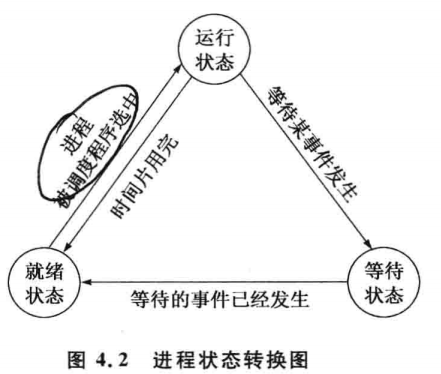 运行
状态
进程
被调度程序选中
时间片用完
等待某事件发生
就绪
状态
等待
状态
等待的事件已经发生
图 4.2 进程状态转换图